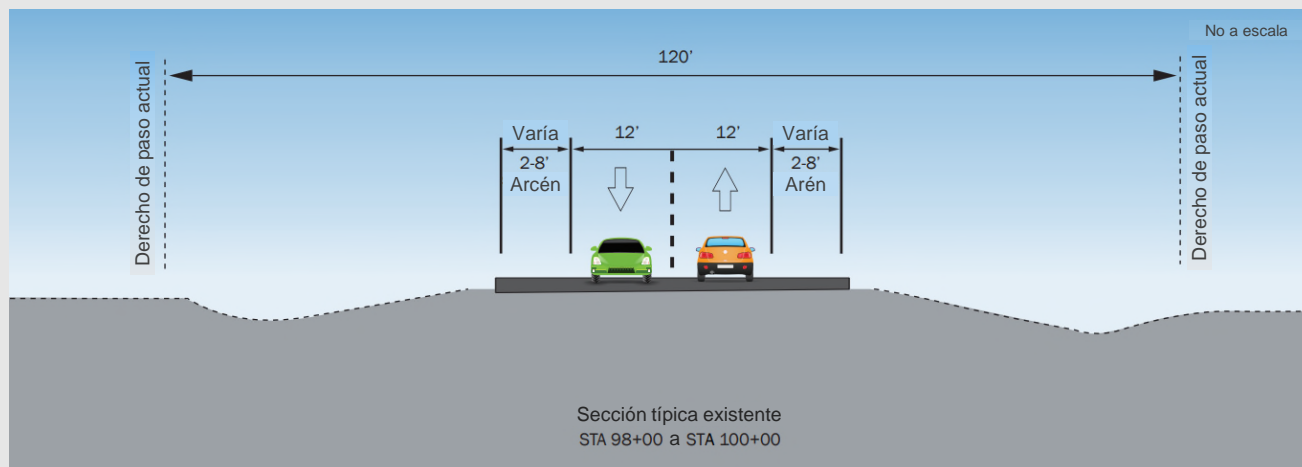 No a escala
120’
Derecho de paso actual
Derecho de paso actual
Varía
12’
12’
Varía
2-8’
Arcén
2-8’
Arén
Sección típica existente
STA 98+00 a STA 100+00